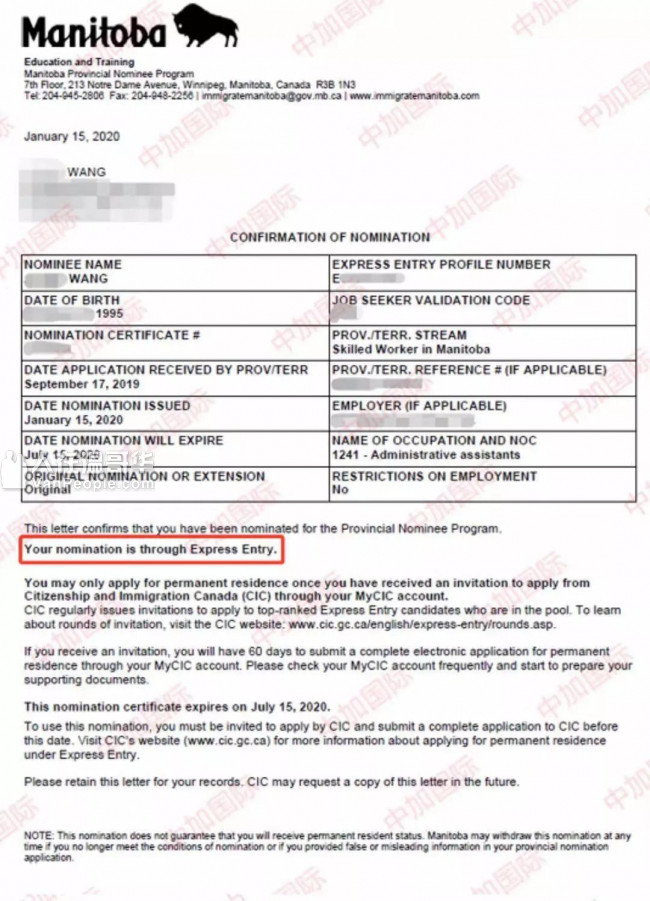 Manitoba
Education and Training
Manitoba Provincial Nominee Program
7th Floor, 213 Notre Dame Avenue, Winnipeg, Manitoba, Canada R3B 1N3
Tel: 204-945-2806 Fax: 204-948-2256 | immigratemanitoba@gov.mb.ca | www.immigratemanitoba.com
January 15, 2020
WANG
CONFIRMATION OF NOMINATION
NOMINEE NAME
WANG
EXPRESS ENTRY PROFILE NUMBER
E
DATE OF BIRTH
1995
JOB SEEKER VALIDATION CODE
NOMINATION CERTIFICATE #
PROV./TERR. STREAM
Skilled Worker in Manitoba
DATE APPLICATION RECEIVED BY PROV/TERR
September 17, 2019
PROV./TERR. REFERENCE # (IF APPLICABLE)
DATE NOMINATION ISSUED
January 15, 2020
EMPLOYER (IF APPLICABLE)
DATE NOMINATION WILL EXPIRE
July 15, 2020
NAME OF OCCUPATION AND NOC
1241 - Administrative assistants
ORIGINAL NOMINATION OR EXTENSION
Original
RESTRICTIONS ON EMPLOYMENT
No
This letter confirms that you have been nominated for the Provincial Nominee Program.
Your nomination is through Express Entry.
You may only apply for permanent residence once you have received an invitation to apply from
Citizenship and Immigration Canada (CIC) through your MyCIC account.
CIC regularly issues invitations to apply to top-ranked Express Entry candidates who are in the pool. To learn
about rounds of invitation, visit the CIC website: www.cic.gc.ca/english/express-entry/rounds.asp.
If you receive an invitation, you will have 60 days to submit a complete electronic application for permanent
residence through your MyCIC account. Please check your MyCIC account frequently and start to prepare your
supporting documents.
This nomination certificate expires on July 15, 2020.
To use this nomination, you must be invited to apply by CIC and submit a complete application to CIC before
this date. Visit CIC's website (www.cic.gc.ca) for more information about applying for permanent residence
under Express Entry.
Please retain this letter for your records. CIC may request a copy of this letter in the future.
NOTE: This nomination does not guarantee that you will receive permanent resident status. Manitoba may withdraw this nomination at any
time if you no longer meet the conditions of nomination or if you provided false or misleading information in your provincial nomination
application.
中加国际
VanPeople.com